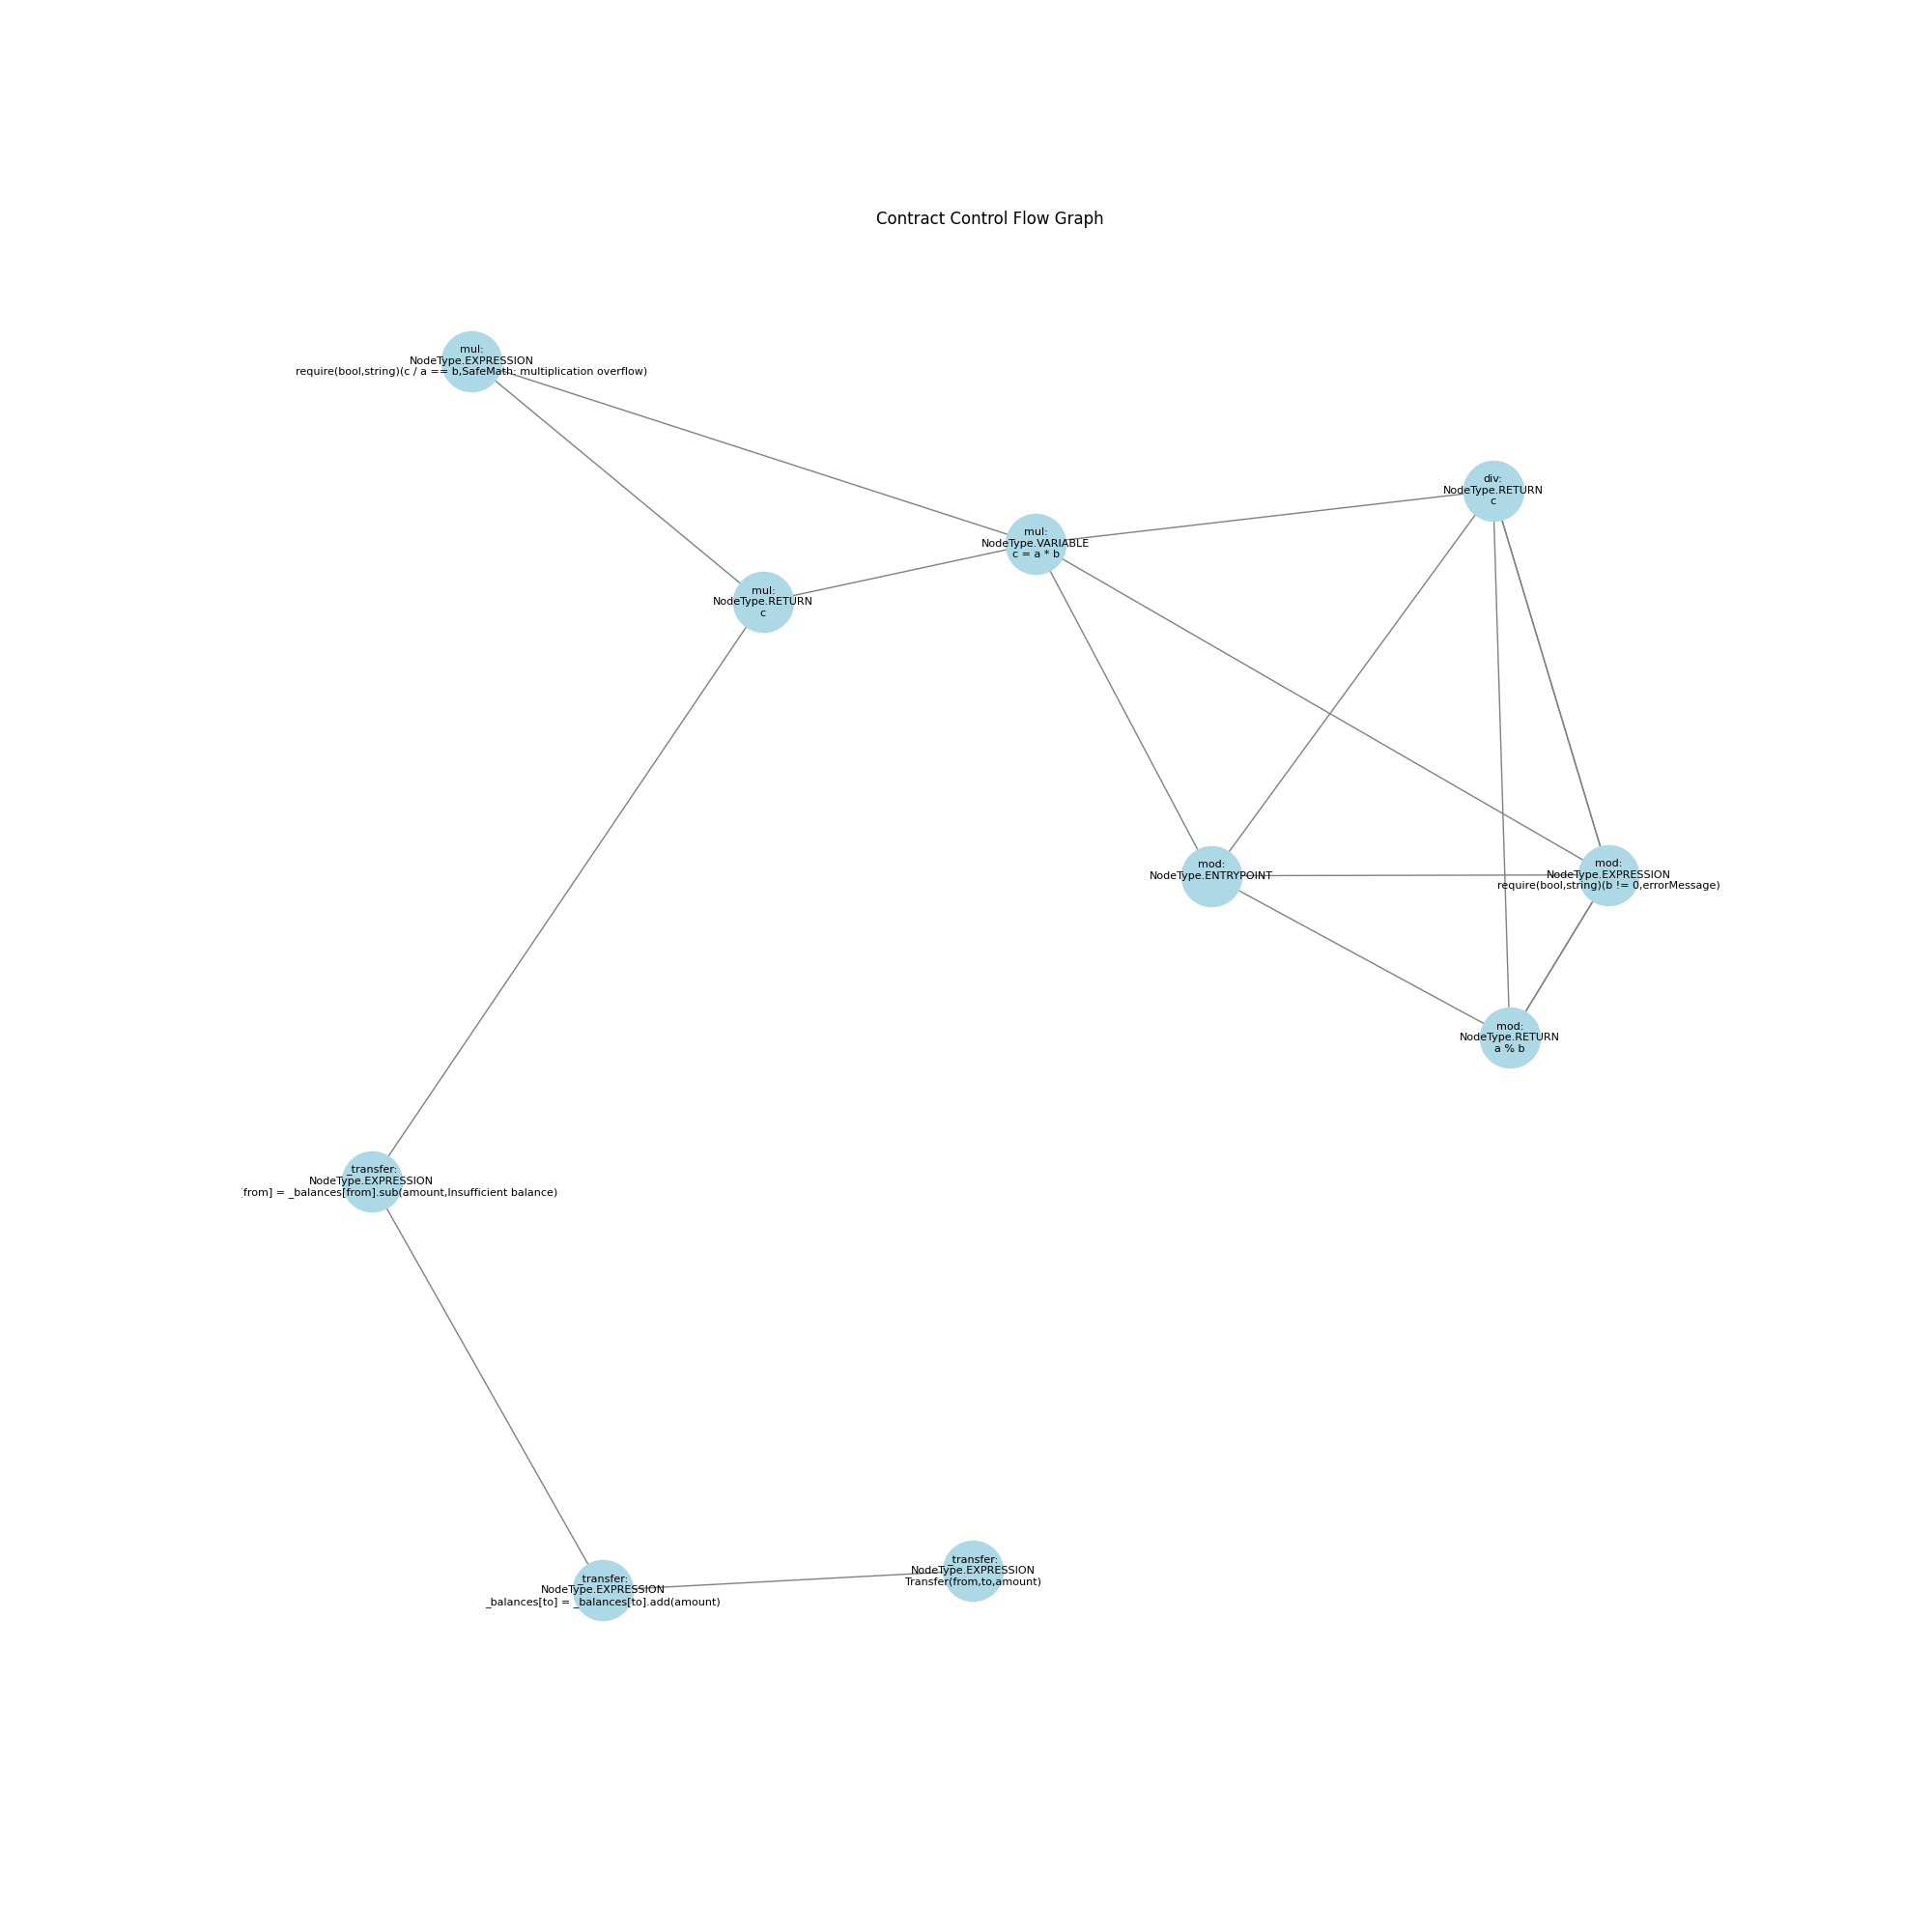 Contract Control Flow Graph
mul:
NodeType.EXPRESSION
require(bool,string)(c / a == b,SafeMath: multiplication overflow)
div:
NodeType.RETURN
c
mul:
NodeType.VARIABLE
c = a * b
mul:
NodeType.RETURN
c
mod:
NodeType.ENTRYPOINT
mod:
NodeType.EXPRESSION
require(bool,string)(b != 0,errorMessage)
mod:
NodeType.RETURN
a % b
_transfer:
NodeType.EXPRESSION
[from] = _balances[from].sub(amount,Insufficient balance)
_transfer:
NodeType.EXPRESSION
Transfer(from,to,amount)
_transfer:
NodeType.EXPRESSION
_balances[to] = _balances[to].add(amount)